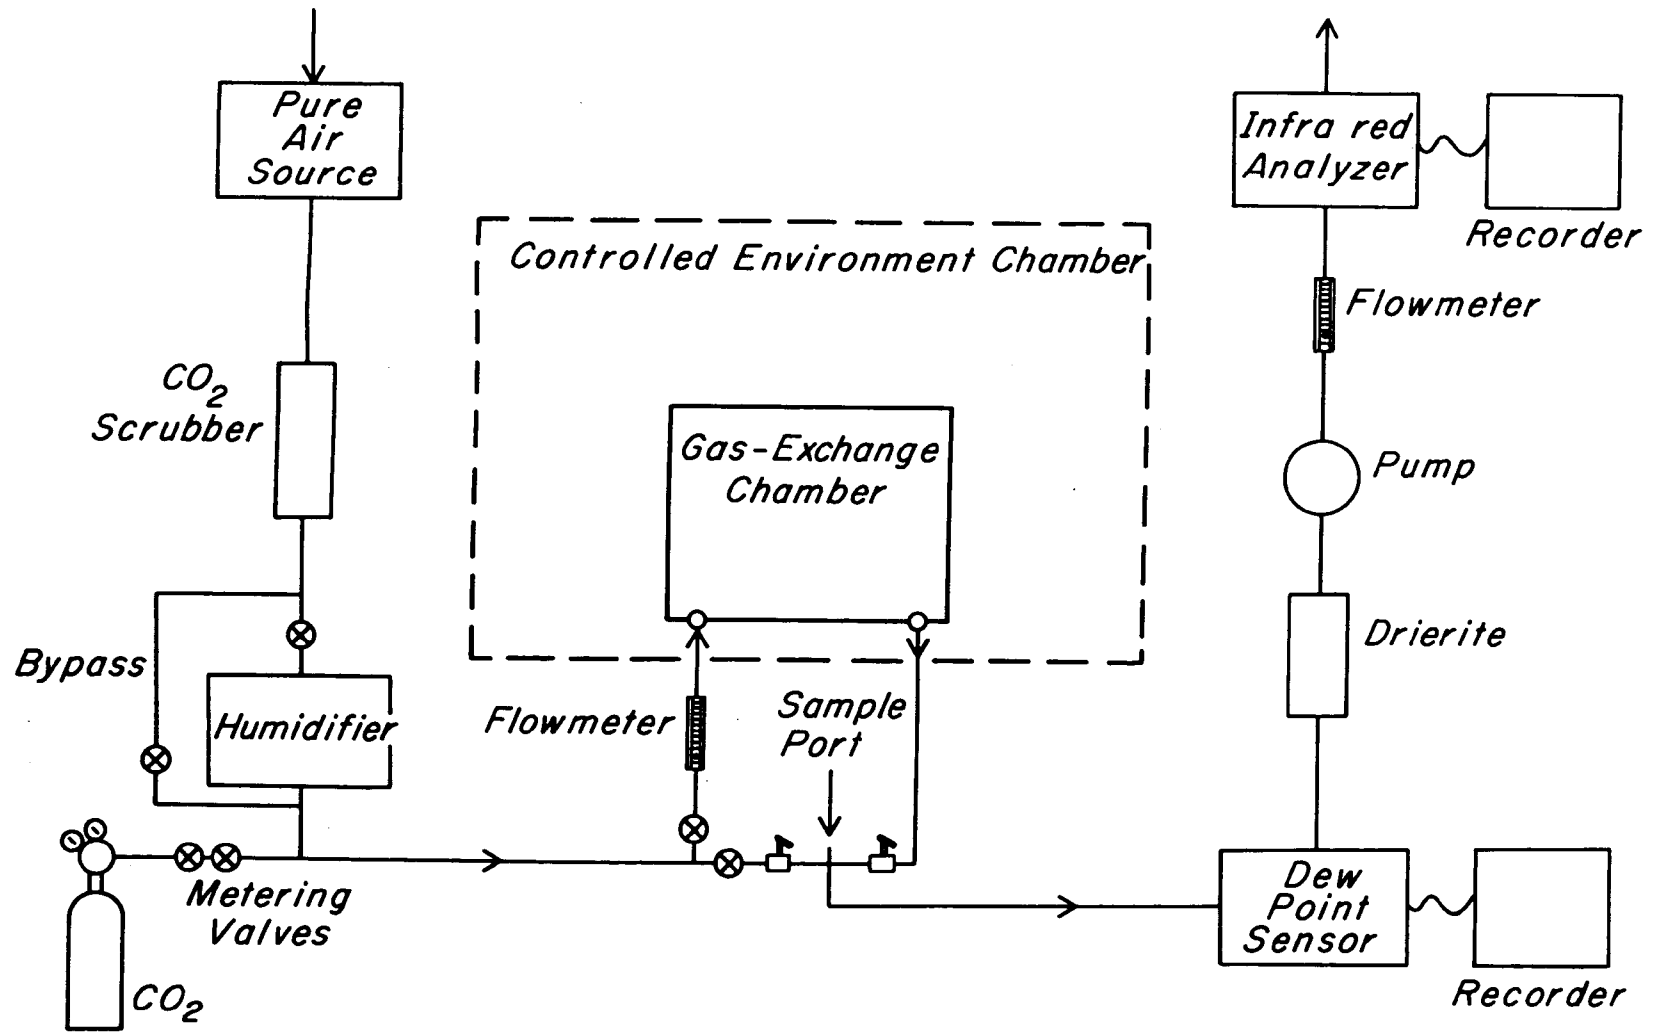 Pure
Air
Source
CO2
Scrubber
Bypass
Humidifier
Metering
Valves
CO2
Controlled Environment Chamber
Gas-Exchange
Chamber
Flowmeter
Sample
Port
Infra red
Analyzer
Recorder
Flowmeter
Pump
Drierite
Dew
Point
Sensor
Recorder